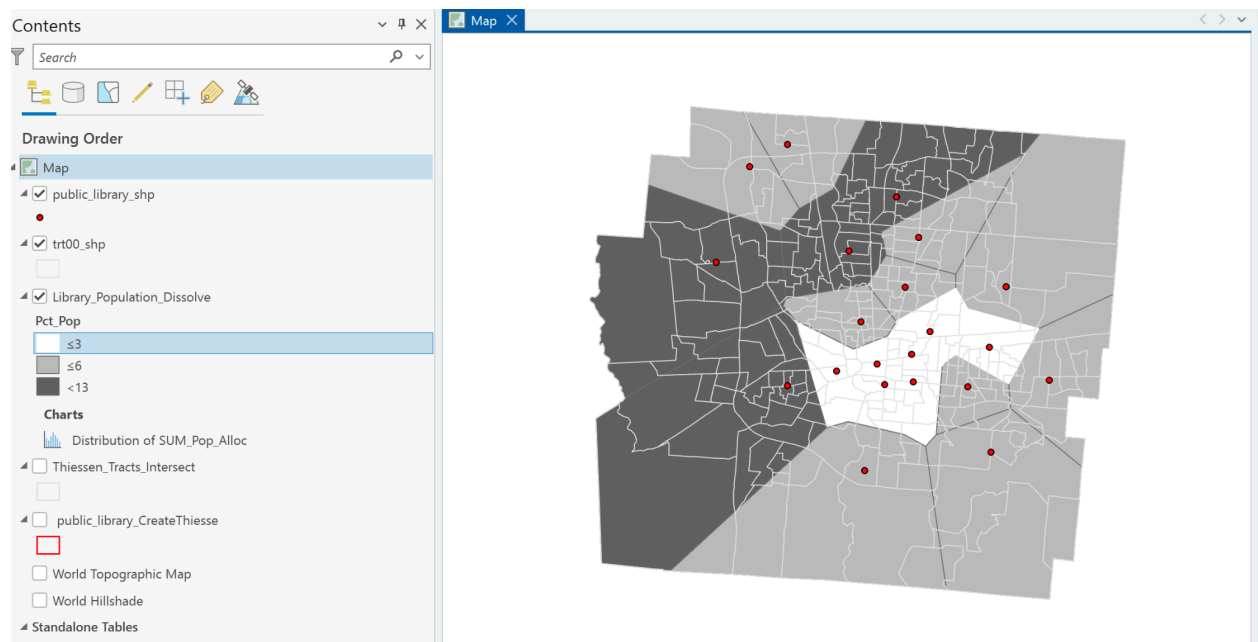 Contents
Map
Search
Drawing Order
Map
public_library_shp
trt00_shp
Library_Population_Dissolve
Pct_Pop
≤3
≤6
<13
Charts
Distribution of SUM_Pop_Alloc
Thiessen_Tracts_Intersect
public_library_CreateThiesse
World Topographic Map
World Hillshade
Standalone Tables